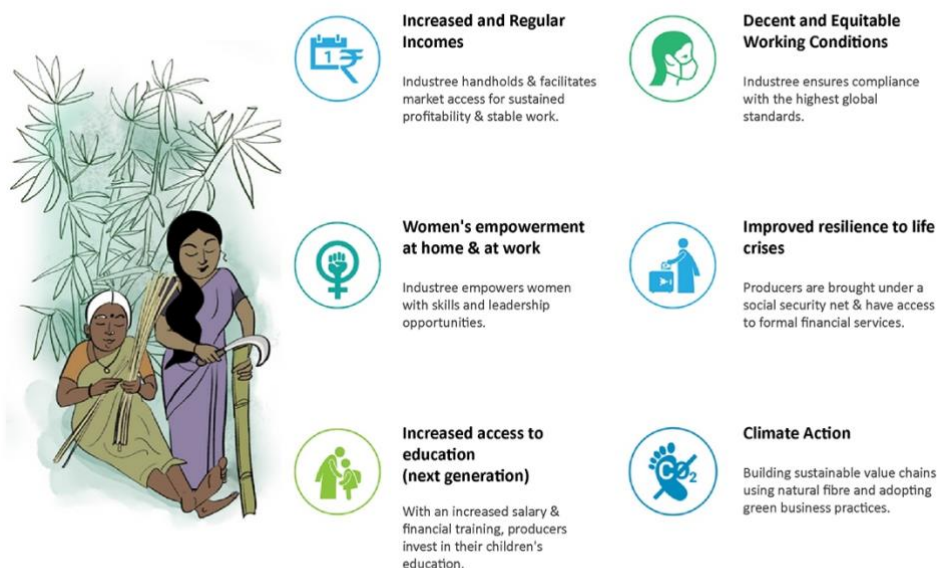 Increased and Regular
Incomes
Industree handholds & facilitates
market access for sustained
profitability & stable work.
Decent and Equitable
Working Conditions
Industree ensures compliance
with the highest global
standards.
Women's empowerment
at home & at work
Industree empowers women
with skills and leadership
opportunities.
Improved resilience to life
crises
Producers are brought under a
social security net & have access
to formal financial services.
Increased access to
education
(next generation)
With an increased salary &
financial training, producers
invest in their children's
education.
Climate Action
Building sustainable value chains
using natural fibre and adopting
green business practices.
1 ₹
CO₂